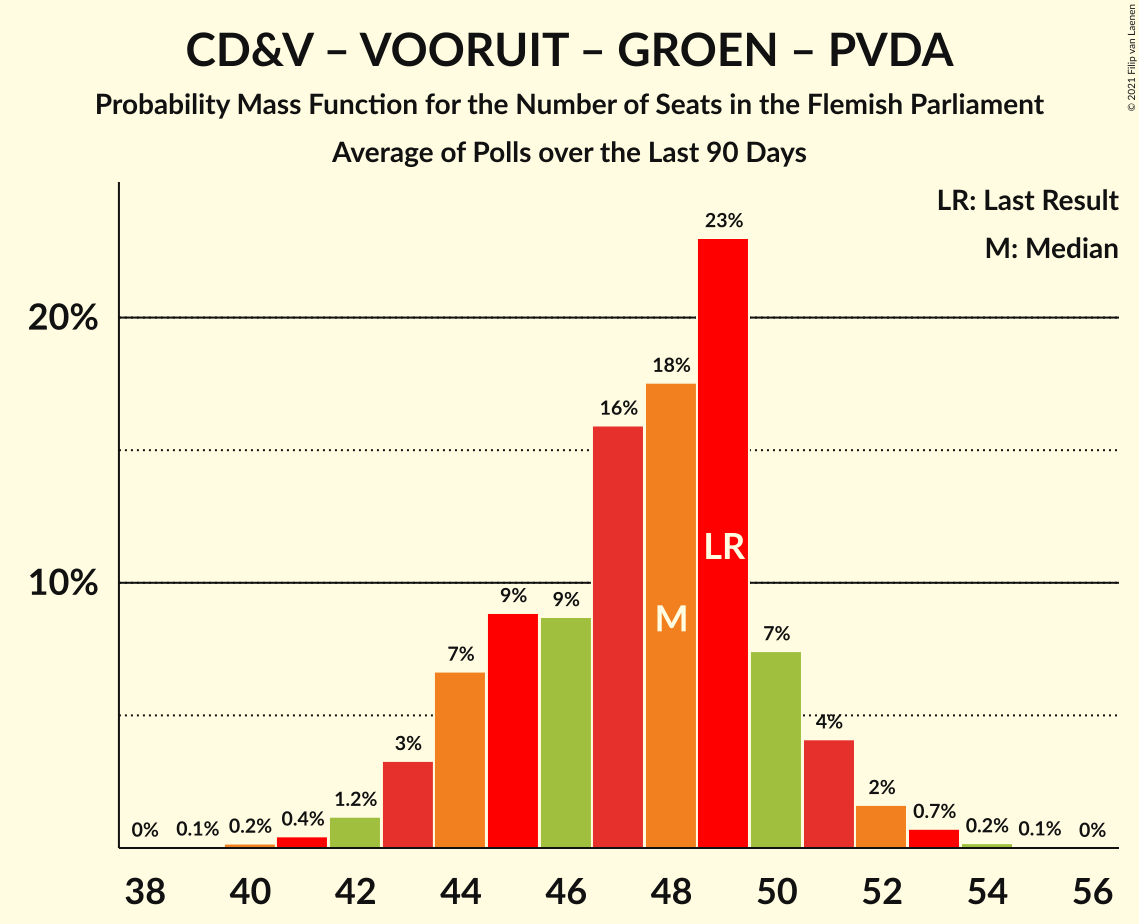 CD&V – VOORUIT – GROEN – PVDA
Probability Mass Function for the Number of Seats in the Flemish Parliament
Average of Polls over the Last 90 Days
© 2021 Filip van Laenen
LR: Last Result
M: Median
23%
20%
18%
16%
LR
10%
9%
9%
M
7%
7%
4%
3%
2%
1.2%
0.7%
0.4%
0% 0.1% 0.2% 0.2% 0.1% 0%
38 40 42 44 46 48 50 52 54 56